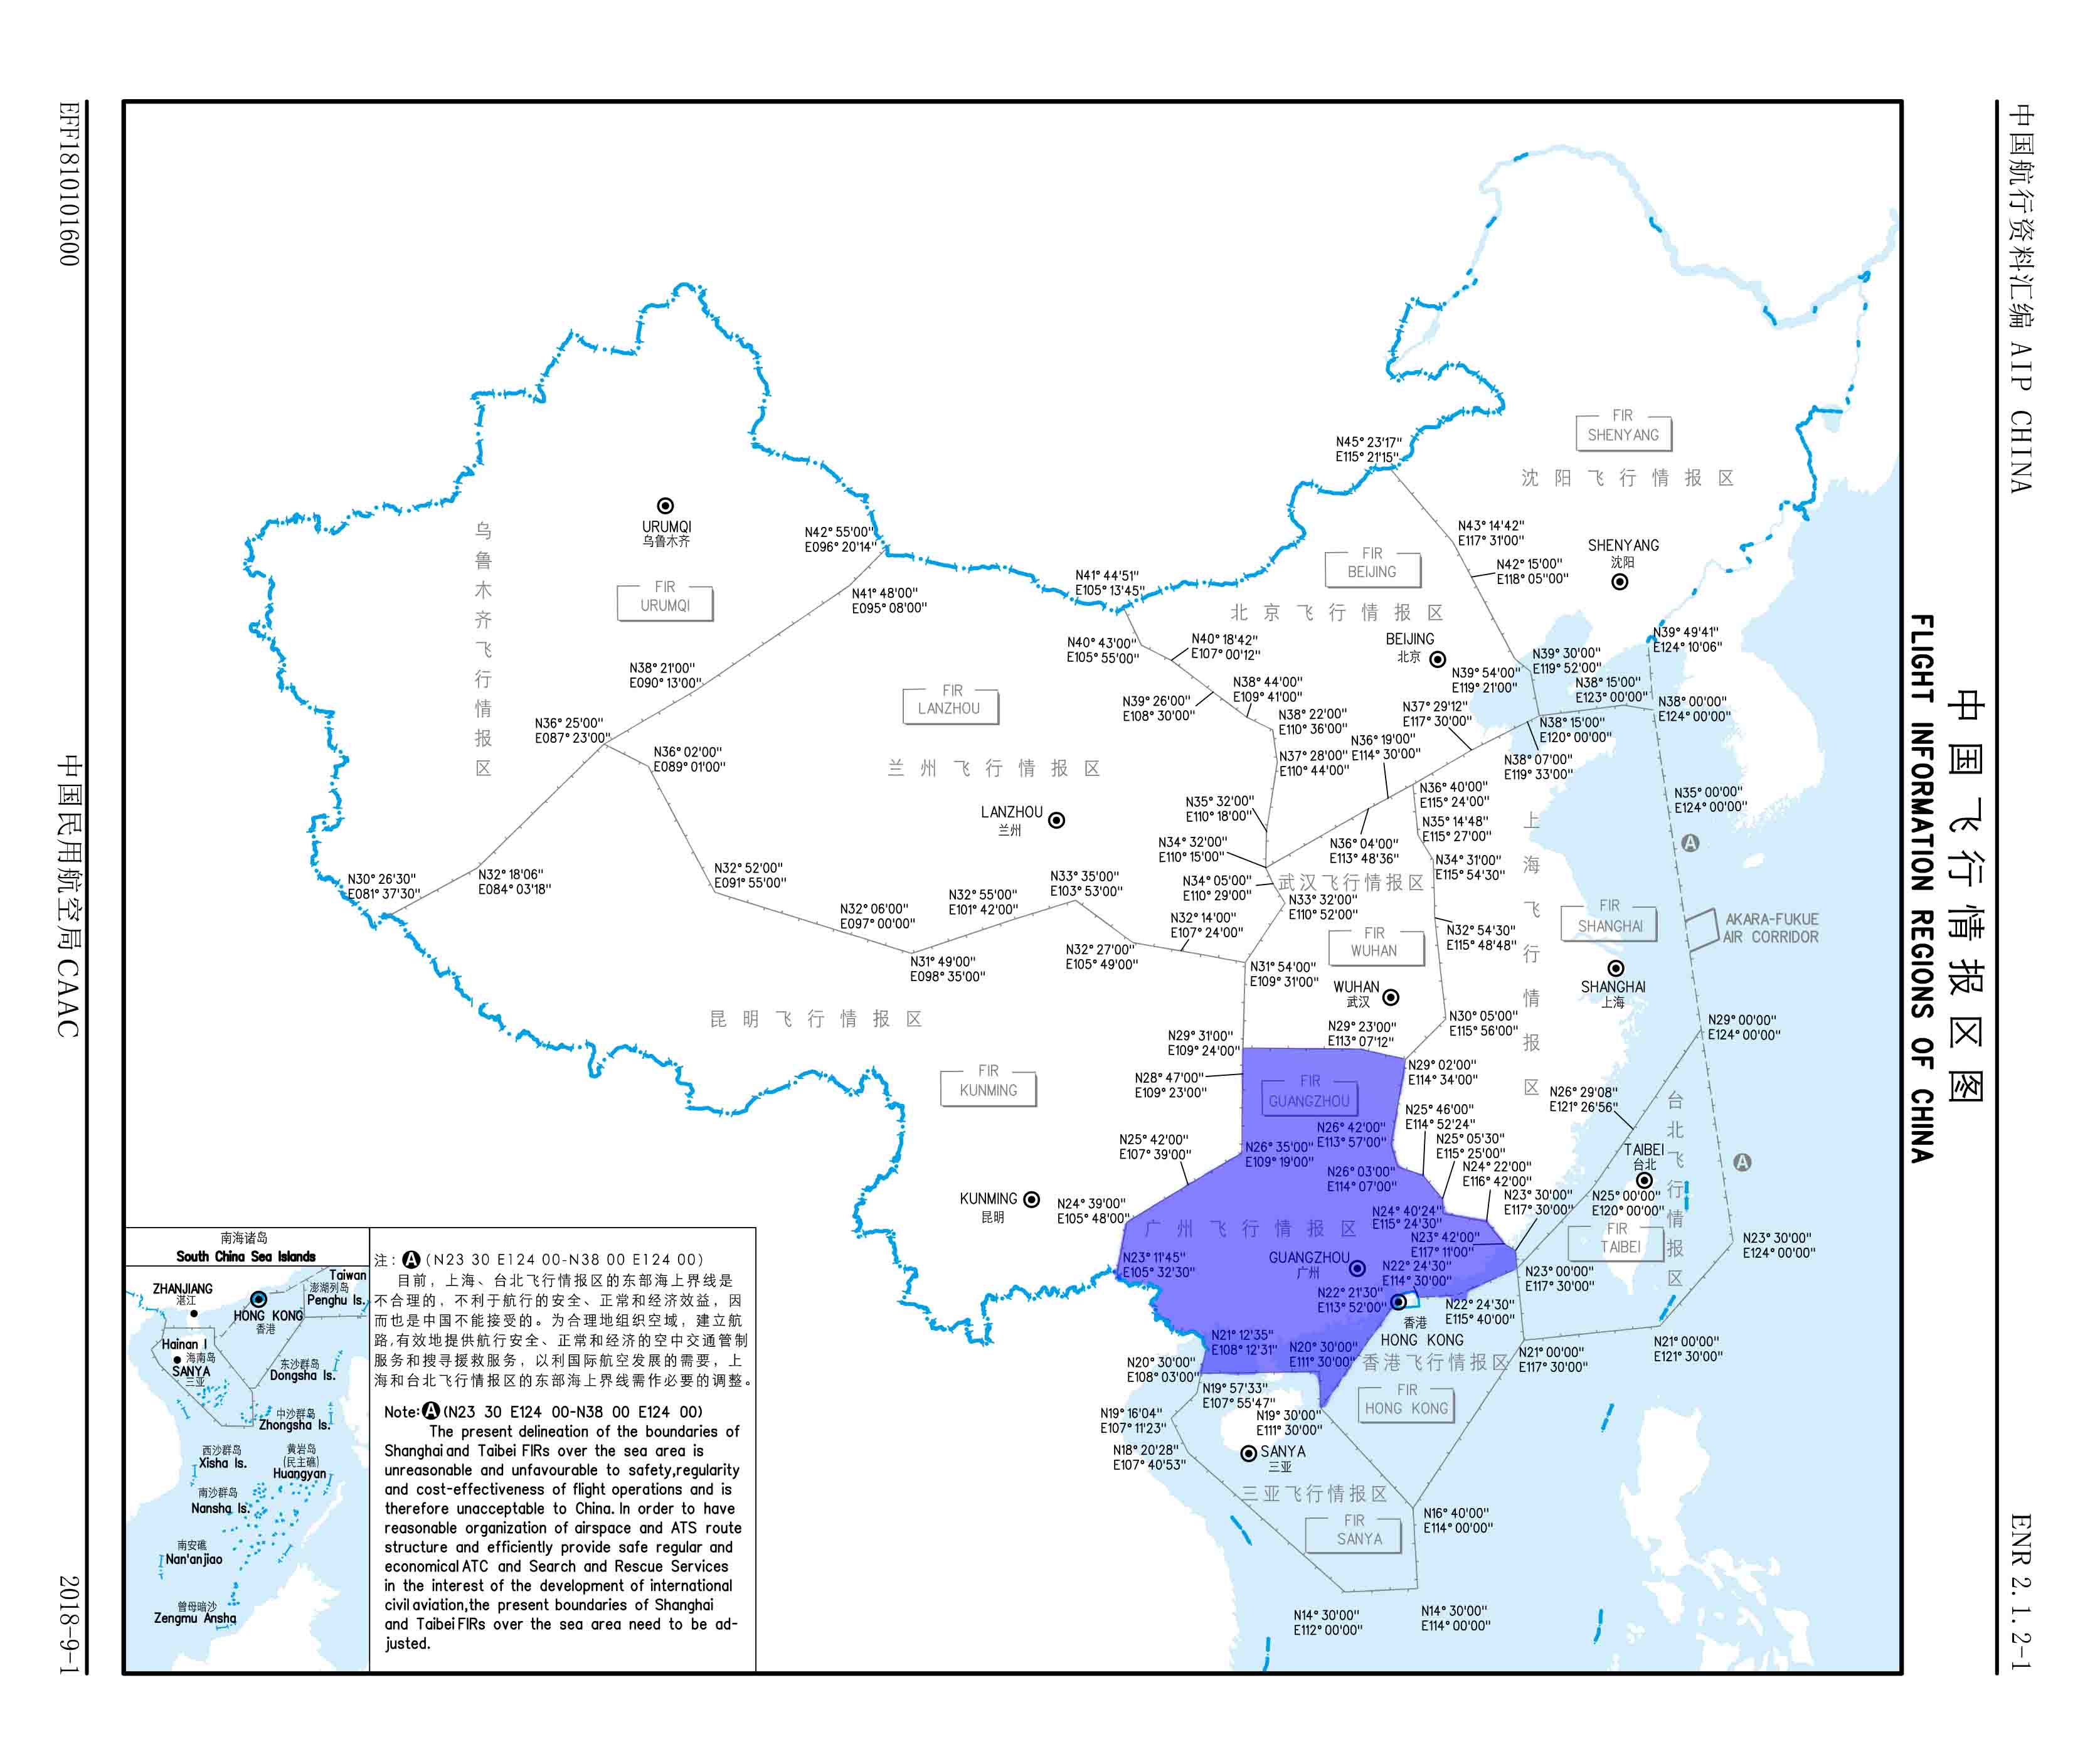 中国航行资料汇编 AIP CHINA
ENR 2.1.2-1
中国飞行情报区图
FLIGHT INFORMATION REGIONS OF CHINA
EFF1810101600
中国民用航空局CAAC
2018-9-1
FIR
SHENYANG
沈阳飞行情报区
N45° 23'17"
E115° 21'15"
URUMQI
乌鲁木齐
乌鲁木齐飞行情报区
FIR
URUMQI
N42° 55'00"
E096° 20'14"
N41° 48'00"
E095° 08'00"
N41° 44'51"
E105° 13'45"
FIR
BEIJING
北京飞行情报区
BEIJING
北京
N43° 14'42"
E117° 31'00"
N42° 15'00"
E118° 05'00"
SHENYANG
沈阳
N40° 43'00"
E105° 55'00"
N40° 18'42"
E107° 00'12"
N39° 49'41"
E124° 10'06"
N39° 30'00"
E119° 52'00"
N39° 54'00"
E119° 21'00"
N38° 15'00"
E123° 00'00"
N38° 00'00"
E124° 00'00"
N38° 21'00"
E090° 13'00"
FIR
LANZHOU
N39° 26'00"
E108° 30'00"
N38° 44'00"
E109° 41'00"
N38° 22'00"
E110° 36'00"
N37° 29'12"
E117° 30'00"
N38° 15'00"
E120° 00'00"
N36° 25'00"
E087° 23'00"
N36° 02'00"
E089° 01'00"
兰州飞行情报区
N37° 28'00"
E110° 44'00"
N36° 19'00"
E114° 30'00"
N38° 07'00"
E119° 33'00"
N36° 40'00"
E115° 24'00"
N35° 00'00"
E124° 00'00"
LANZHOU
兰州
N35° 32'00"
E110° 18'00"
N35° 14'48"
E115° 27'00"
上海飞行情报区
A
N34° 32'00"
E110° 15'00"
N36° 04'00"
E113° 48'36"
N34° 31'00"
E115° 54'30"
N30° 26'30"
E081° 37'30"
N32° 18'06"
E084° 03'18"
N32° 52'00"
E091° 55'00"
N33° 35'00"
E103° 53'00"
N34° 05'00"
E110° 29'00"
武汉飞行情报区
N33° 32'00"
E110° 52'00"
N32° 55'00"
E101° 42'00"
N32° 06'00"
E097° 00'00"
N32° 14'00"
E107° 24'00"
FIR
WUHAN
N32° 54'30"
E115° 48'48"
FIR
SHANGHAI
AKARA-FUKUE
AIR CORRIDOR
N31° 49'00"
E098° 35'00"
N32° 27'00"
E105° 49'00"
N31° 54'00"
E109° 31'00"
WUHAN
武汉
SHANGHAI
上海
昆明飞行情报区
N29° 31'00"
E109° 24'00"
N29° 23'00"
E113° 07'12"
N30° 05'00"
E115° 56'00"
N29° 00'00"
E124° 00'00"
FIR
KUNMING
N28° 47'00"
E109° 23'00"
FIR
GUANGZHOU
N29° 02'00"
E114° 34'00"
N26° 29'08"
E121° 26'56"
台北飞行情报区
N25° 46'00"
E114° 52'24"
N26° 42'00"
E113° 57'00"
N25° 05'30"
E115° 25'00"
N25° 42'00"
E107° 39'00"
N26° 35'00"
E109° 19'00"
N26° 03'00"
E114° 07'00"
N24° 22'00"
E116° 42'00"
TAIBEI
台北
A
KUNMING
昆明
N24° 39'00"
E105° 48'00"
广州飞行情报区
N24° 40'24"
E115° 24'30"
N23° 30'00"
E117° 30'00"
N25° 00'00"
E120° 00'00"
FIR
TAIBEI
N23° 30'00"
E124° 00'00"
N23° 11'45"
E105° 32'30"
GUANGZHOU
广州
N23° 42'00"
E117° 11'00"
N22° 24'30"
E114° 30'00"
N23° 00'00"
E117° 30'00"
N22° 21'30"
E113° 52'00"
N22° 24'30"
E115° 40'00"
香港
HONG KONG
N21° 12'35"
E108° 12'31"
N20° 30'00"
E111° 30'00"
香港飞行情报区
N21° 00'00"
E117° 30'00"
N21° 00'00"
E121° 30'00"
N20° 30'00"
E108° 03'00"
N19° 57'33"
E107° 55'47"
FIR
HONG KONG
N19° 16'04"
E107° 11'23"
N19° 30'00"
E111° 30'00"
N18° 20'28"
E107° 40'53"
SANYA
三亚
三亚飞行情报区
FIR
SANYA
N16° 40'00"
E114° 00'00"
N14° 30'00"
E112° 00'00"
N14° 30'00"
E114° 00'00"
南海诸岛
South China Sea Islands
ZHANJIANG
湛江
HONG KONG
香港
Taiwan
澎湖列岛
Penghu Is.
Hainan I
海南岛
SANYA
三亚
东沙群岛
Dongsha Is.
中沙群岛
Zhongsha Is.
西沙群岛
Xisha Is.
黄岩岛
(民主礁)
Huangyan
南沙群岛
Nansha Is.
南安礁
Nan'anjiao
曾母暗沙
Zengmu Ansha
注: A (N23 30 E124 00-N38 00 E124 00)
目前, 上海、台北飞行情报区的东部海上界线是
不合理的, 不利于航行的安全、正常和经济效益, 因
而也是中国不能接受的。为合理地组织空域, 建立航
路,有效地提供航行安全、正常和经济的空中交通管制
服务和搜寻援救服务, 以利国际航空发展的需要, 上
海和台北飞行情报区的东部海上界线需作必要的调整。
Note: A (N23 30 E124 00-N38 00 E124 00)
The present delineation of the boundaries of
Shanghai and Taibei FIRs over the sea area is
unreasonable and unfavourable to safety,regularity
and cost-effectiveness of flight operations and is
therefore unacceptable to China. In order to have
reasonable organization of airspace and ATS route
structure and efficiently provide safe regular and
economical ATC and Search and Rescue Services
in the interest of the development of international
civil aviation,the present boundaries of Shanghai
and Taibei FIRs over the sea area need to be ad-
justed.